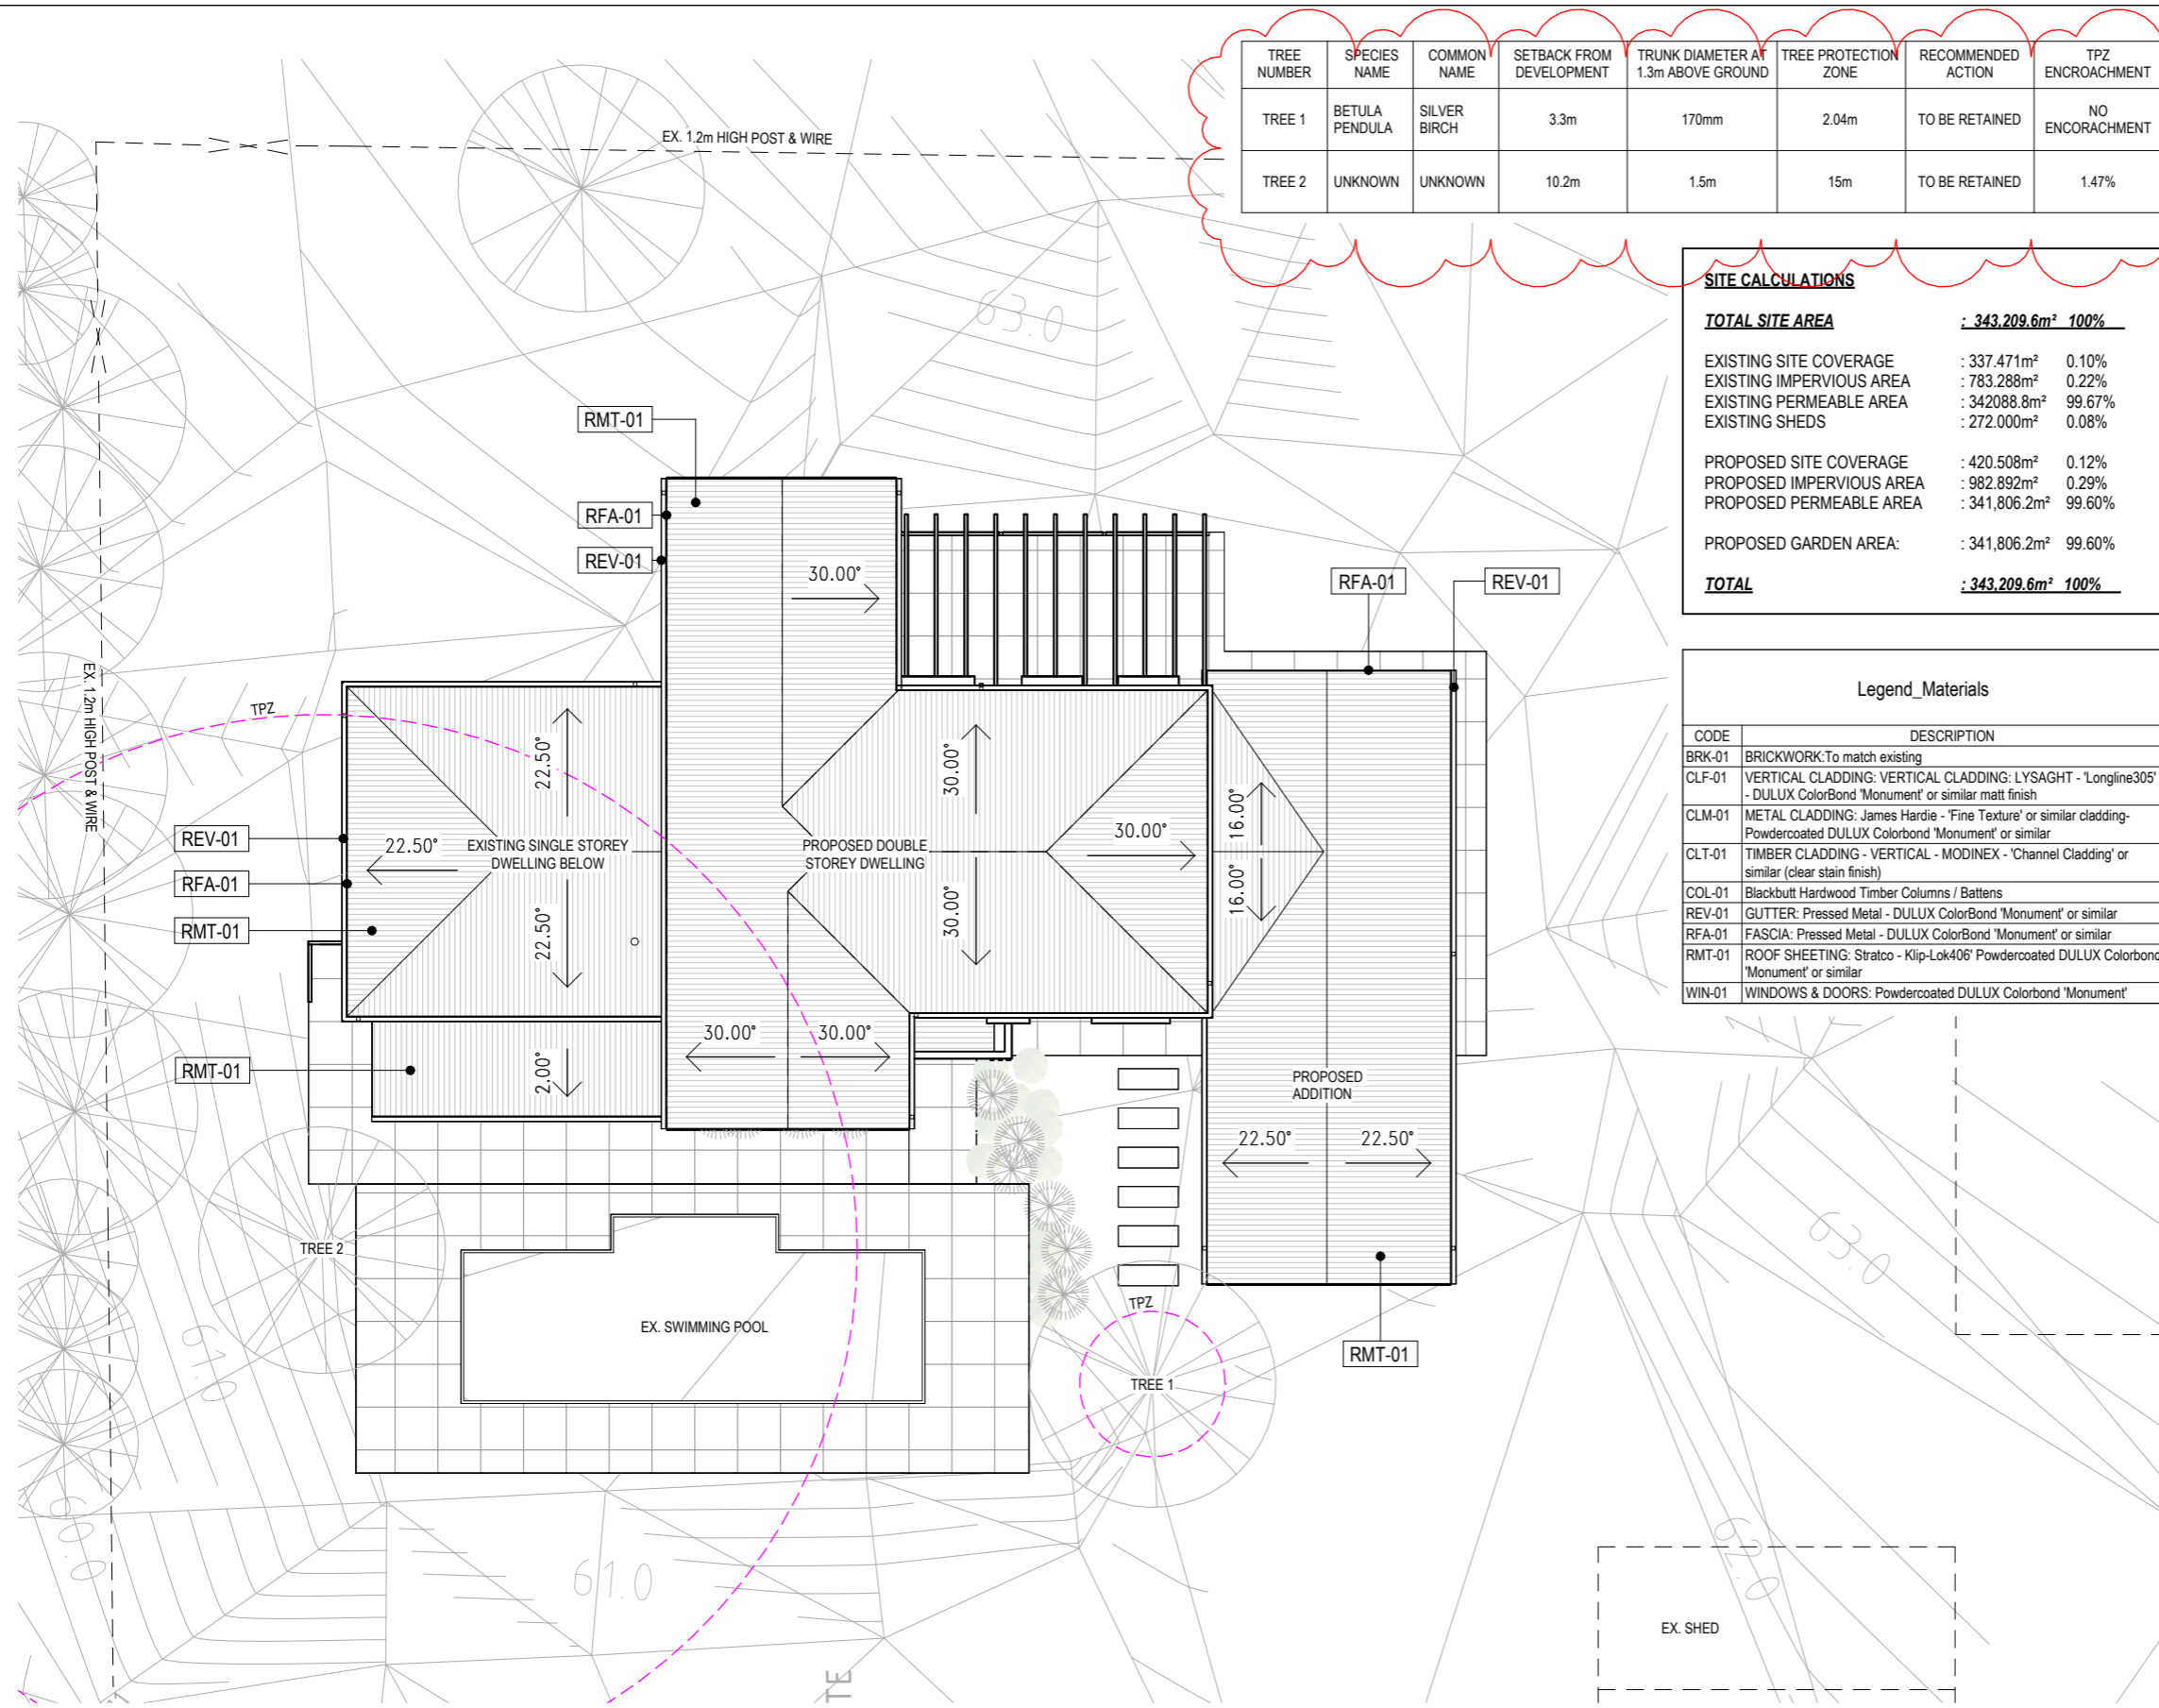 TREE NUMBER SPECIES NAME COMMON NAME SETBACK FROM DEVELOPMENT TRUNK DIAMETER AT 1.3m ABOVE GROUND TREE PROTECTION ZONE RECOMMENDED ACTION TPZ ENCROACHMENT
TREE 1 BETULA PENDULA SILVER BIRCH 3.3m 170mm 2.04m TO BE RETAINED NO ENCORACHMENT
TREE 2 UNKNOWN UNKNOWN 10.2m 1.5m 15m TO BE RETAINED 1.47%
SITE CALCULATIONS
TOTAL SITE AREA : 343,209.6m² 100%
EXISTING SITE COVERAGE : 337.471m² 0.10%
EXISTING IMPERVIOUS AREA : 783.288m² 0.22%
EXISTING PERMEABLE AREA : 342088.8m² 99.67%
EXISTING SHEDS : 272.000m² 0.08%
PROPOSED SITE COVERAGE : 420.508m² 0.12%
PROPOSED IMPERVIOUS AREA : 982.892m² 0.29%
PROPOSED PERMEABLE AREA : 341,806.2m² 99.60%
PROPOSED GARDEN AREA: : 341,806.2m² 99.60%
TOTAL : 343,209.6m² 100%
Legend_Materials
CODE DESCRIPTION
BRK-01 BRICKWORK:To match existing
CLF-01 VERTICAL CLADDING: VERTICAL CLADDING: LYSAGHT - 'Longline305'
- DULUX ColorBond 'Monument' or similar matt finish
CLM-01 METAL CLADDING: James Hardie - 'Fine Texture' or similar cladding-
Powdercoated DULUX Colorbond 'Monument' or similar
CLT-01 TIMBER CLADDING - VERTICAL - MODINEX - 'Channel Cladding' or
similar (clear stain finish)
COL-01 Blackbutt Hardwood Timber Columns / Battens
REV-01 GUTTER: Pressed Metal - DULUX ColorBond 'Monument' or similar
RFA-01 FASCIA: Pressed Metal - DULUX ColorBond 'Monument' or similar
RMT-01 ROOF SHEETING: Stratco - Klip-Lok406' Powdercoated DULUX Colorbond
'Monument' or similar
WIN-01 WINDOWS & DOORS: Powdercoated DULUX Colorbond 'Monument'
EX. 1.2m HIGH POST & WIRE
63.0
RMT-01
RFA-01
REV-01
30.00°
RFA-01
REV-01
EX. 1.2m HIGH POST & WIRE
TPZ
22.50°
30.00°
16.00°
REV-01
22.50°
EXISTING SINGLE STOREY
DWELLING BELOW
PROPOSED DOUBLE
STOREY DWELLING
30.00°
RFA-01
RMT-01
22.50°
30.00°
16.00°
RMT-01
2.00°
30.00°
30.00°
PROPOSED
ADDITION
22.50°
22.50°
TREE 2
EX. SWIMMING POOL
TPZ
TREE 1
RMT-01
63.0
61.0
60.0
61.0
62.0
EX. SHED
TE